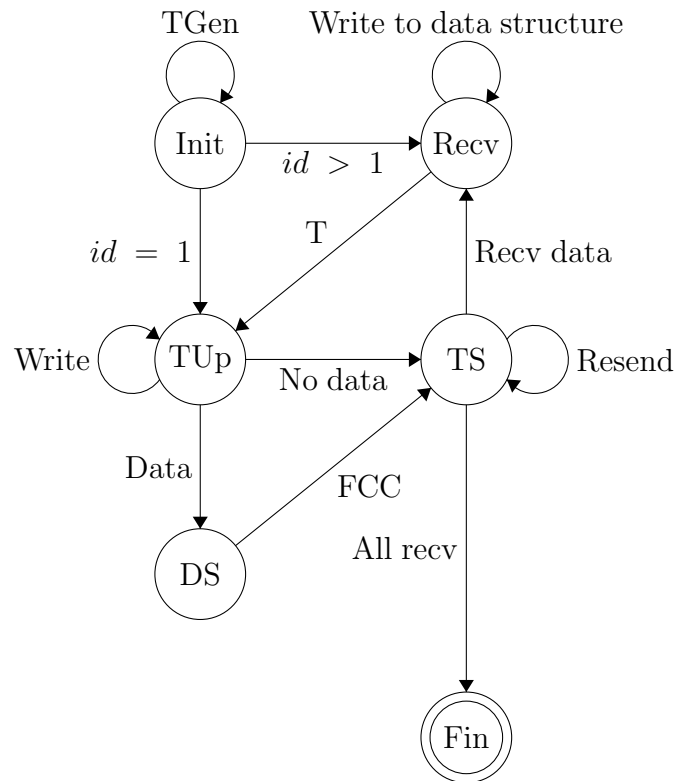 TGen
Write to data structure
Init
id > 1
Recv
T
id = 1
Recv data
Write
TUp
No data
TS
Resend
Data
FCC
All recv
DS
Fin